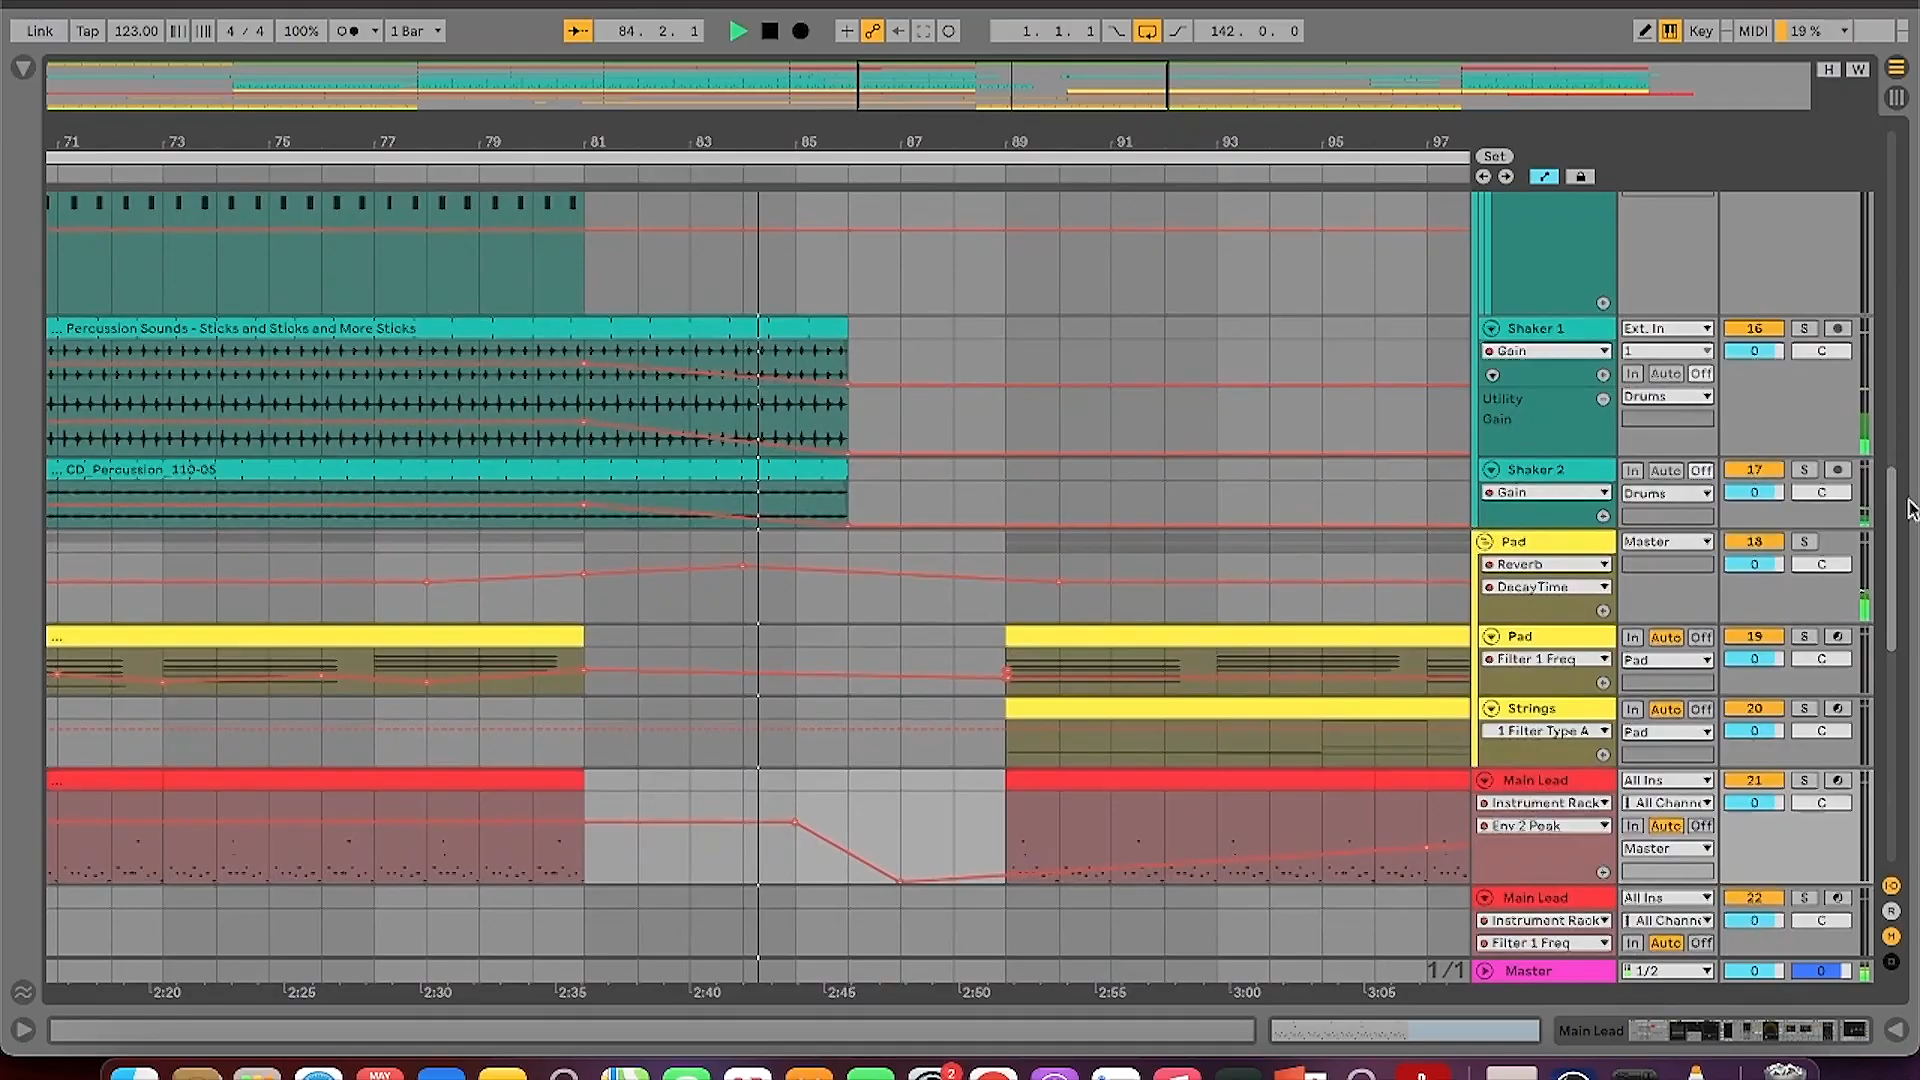 Link Tap 123.00 4 / 4 100% 1 Bar 84. 2. 1 1. 1. 1 142. 0. 0 Key MIDI 19 %
H W
71 73 75 77 79 81 83 85 87 89 91 93 95 97
Set
... Percussion Sounds - Sticks and Sticks and More Sticks
Shaker 1 Ext. In 16 S
Gain 1 0 C
In Auto Off
Utility Drums
Gain
... CD_Percussion_110-05
Shaker 2 In Auto Off 17 S
Gain Drums 0 C
Pad Master 18 S
Reverb 0 C
DecayTime
...
Pad In Auto Off 19 S
Filter 1 Freq Pad 0 C
Strings In Auto Off 20 S
1 Filter Type A Pad 0 C
...
Main Lead All Ins 21 S
Instrument Rack All Channe 0 C
Env 2 Peak In Auto Off
Master
Main Lead All Ins 22 S
Instrument Rack All Channe 0 C
Filter 1 Freq In Auto Off
1/1 Master 1/2 0 0
2:20 2:25 2:30 2:35 2:40 2:45 2:50 2:55 3:00 3:05
R
M
Main Lead
MAY 2